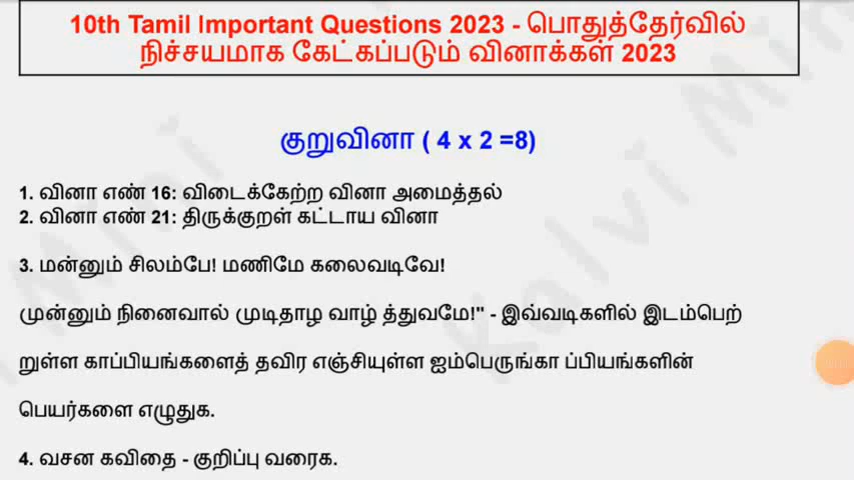 10th Tamil Important Questions 2023 - பொதுத்தேர்வில்
நிச்சயமாக கேட்கப்படும் வினாக்கள் 2023
குறுவினா ( 4 x 2 =8)
1. வினா எண் 16: விடைக்கேற்ற வினா அமைத்தல்
2. வினா எண் 21: திருக்குறள் கட்டாய வினா
3. மன்னும் சிலம்பே! மணிமே கலைவடிவே!
முன்னும் நினைவால் முடிதாழ வாழ் த்துவமே!" - இவ்வடிகளில் இடம்பெற்
றுள்ள காப்பியங்களைத் தவிர எஞ்சியுள்ள ஐம்பெருங்கா ப்பியங்களின்
பெயர்களை எழுதுக.
4. வசன கவிதை - குறிப்பு வரைக.
Kalvi Mini